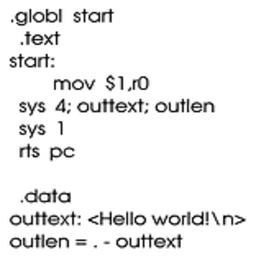 .globl start
.text
start:
mov $1,r0
sys 4; outtext; outlen
sys 1
rts pc
.data
outtext: <Hello world!\n>
outlen = . - outtext